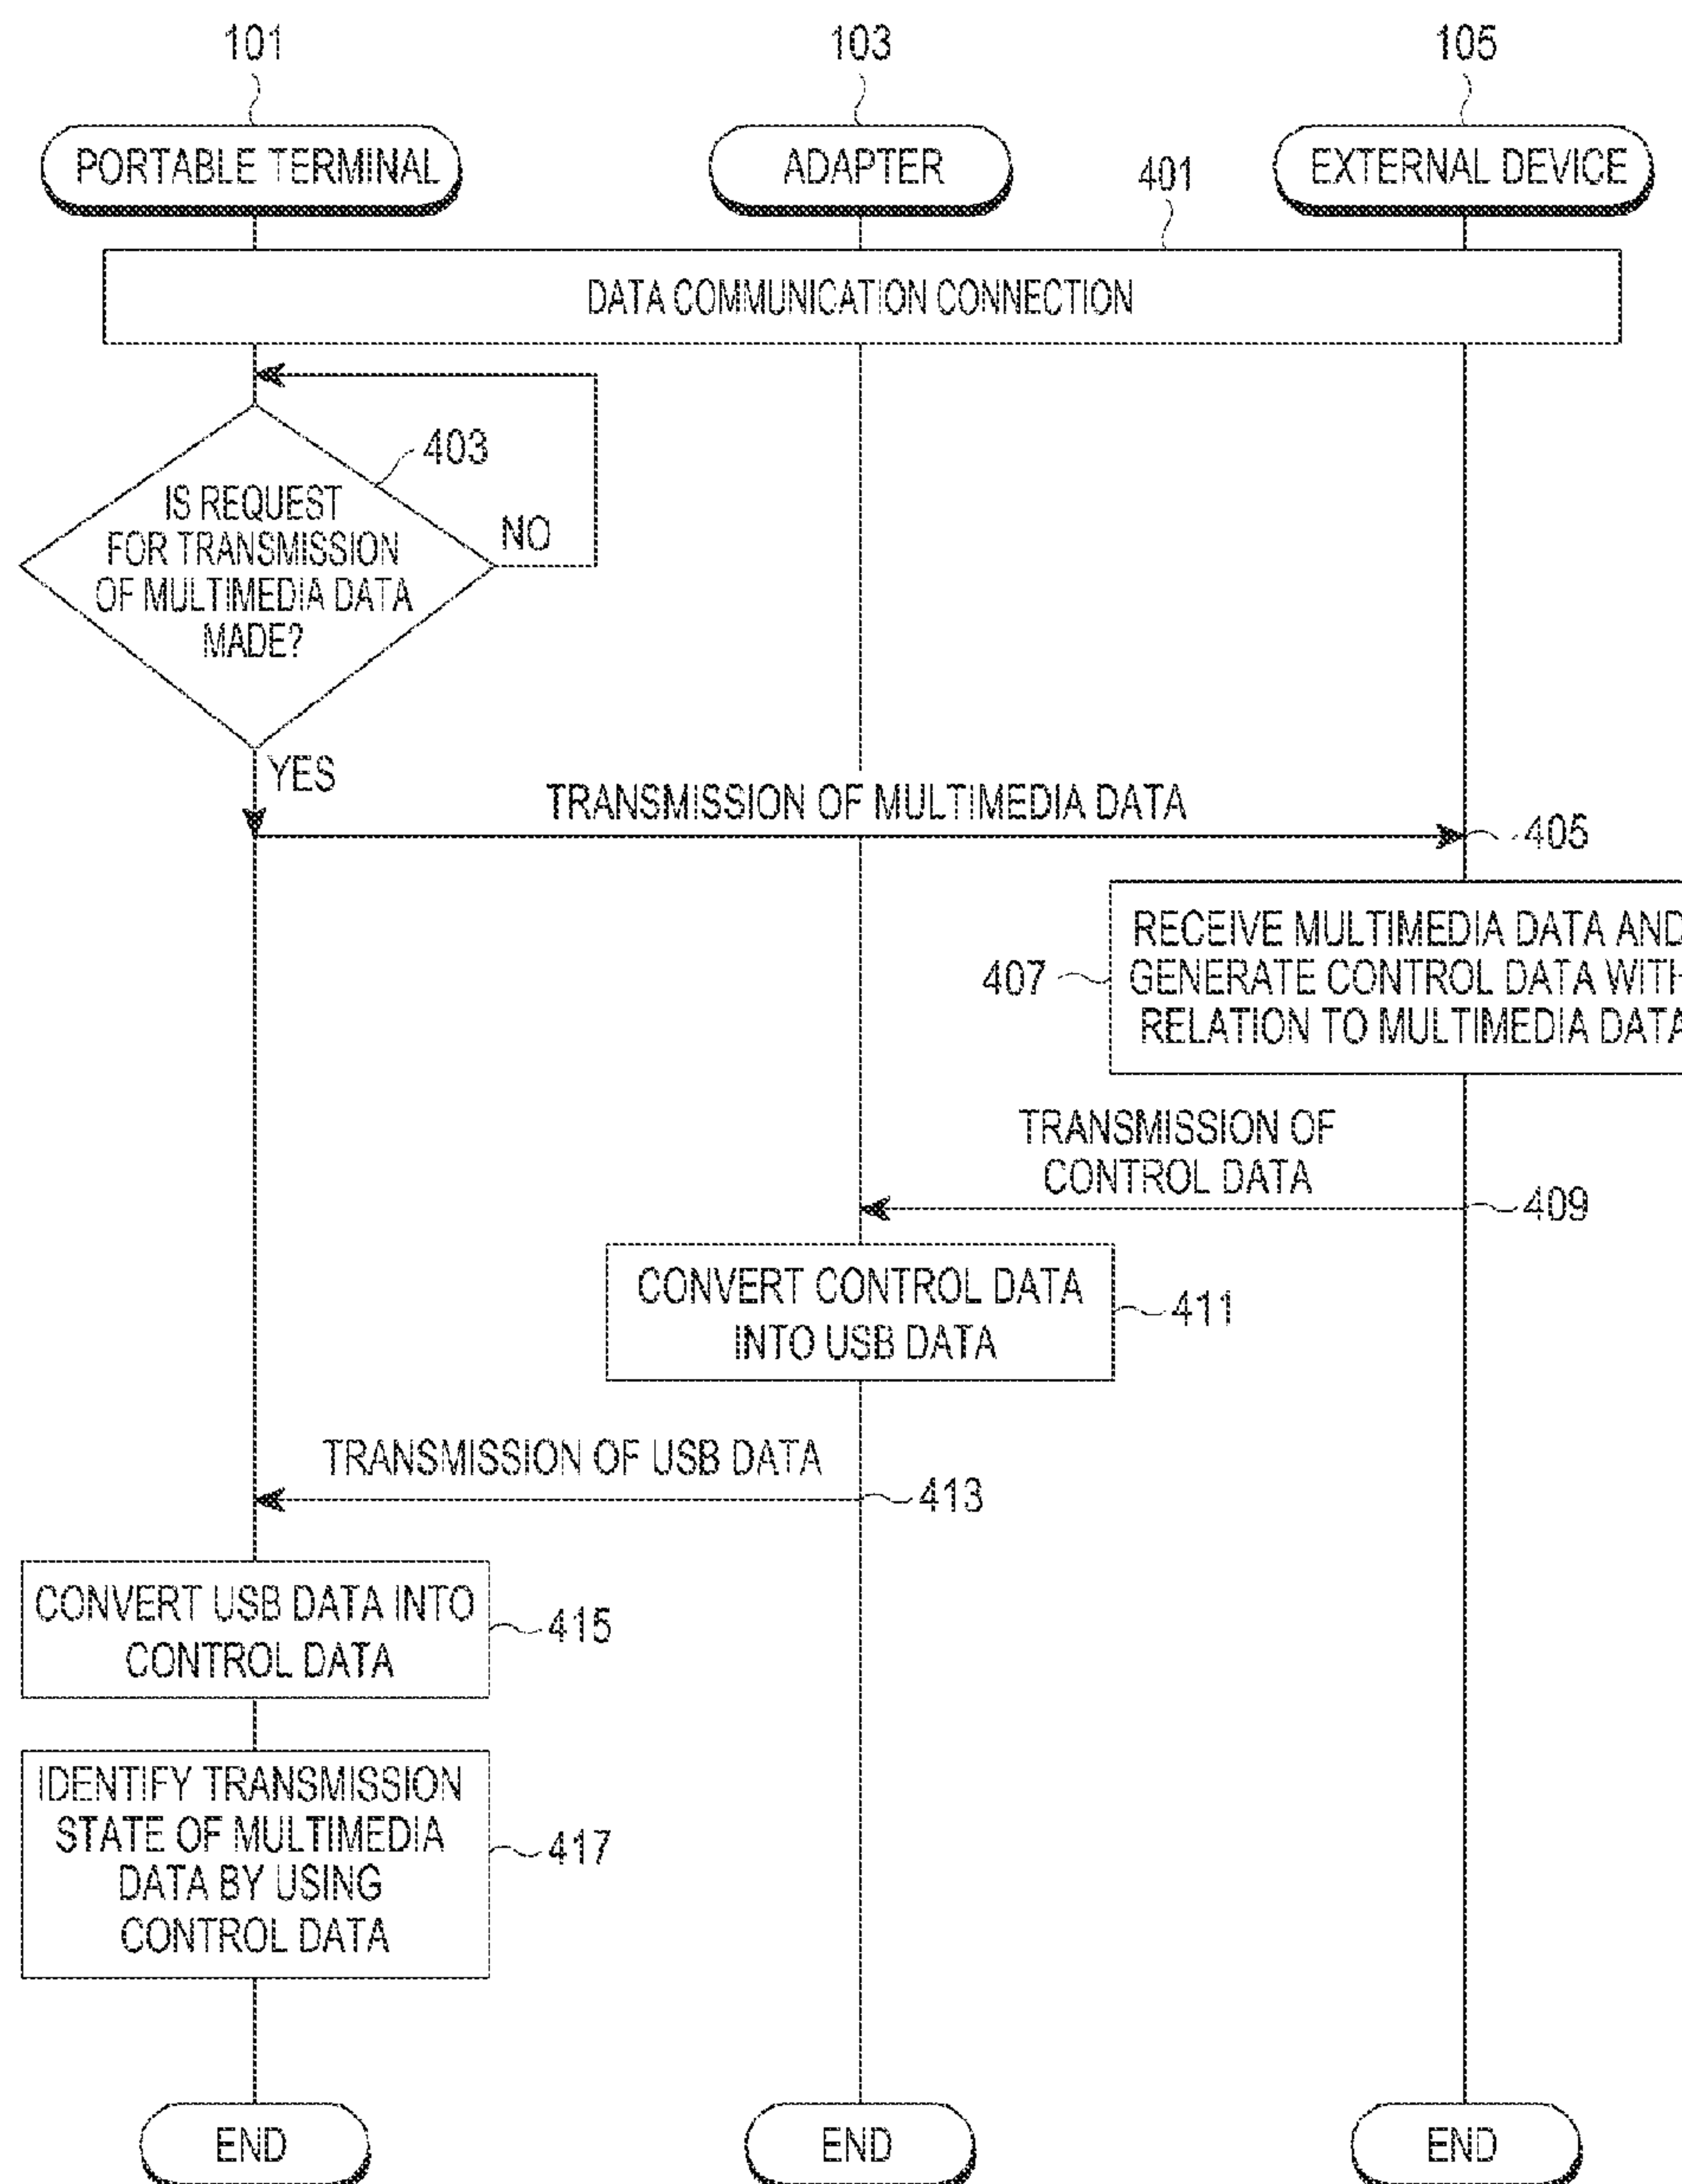 101
103
105
PORTABLE TERMINAL
ADAPTER
EXTERNAL DEVICE
401
DATA COMMUNICATION CONNECTION
403
IS REQUEST
FOR TRANSMISSION
OF MULTIMEDIA DATA
MADE?
NO
YES
TRANSMISSION OF MULTIMEDIA DATA
405
RECEIVE MULTIMEDIA DATA AND
GENERATE CONTROL DATA WITH
RELATION TO MULTIMEDIA DATA
407
TRANSMISSION OF
CONTROL DATA
409
CONVERT CONTROL DATA
INTO USB DATA
411
TRANSMISSION OF USB DATA
413
CONVERT USB DATA INTO
CONTROL DATA
415
IDENTIFY TRANSMISSION
STATE OF MULTIMEDIA
DATA BY USING
CONTROL DATA
417
END
END
END